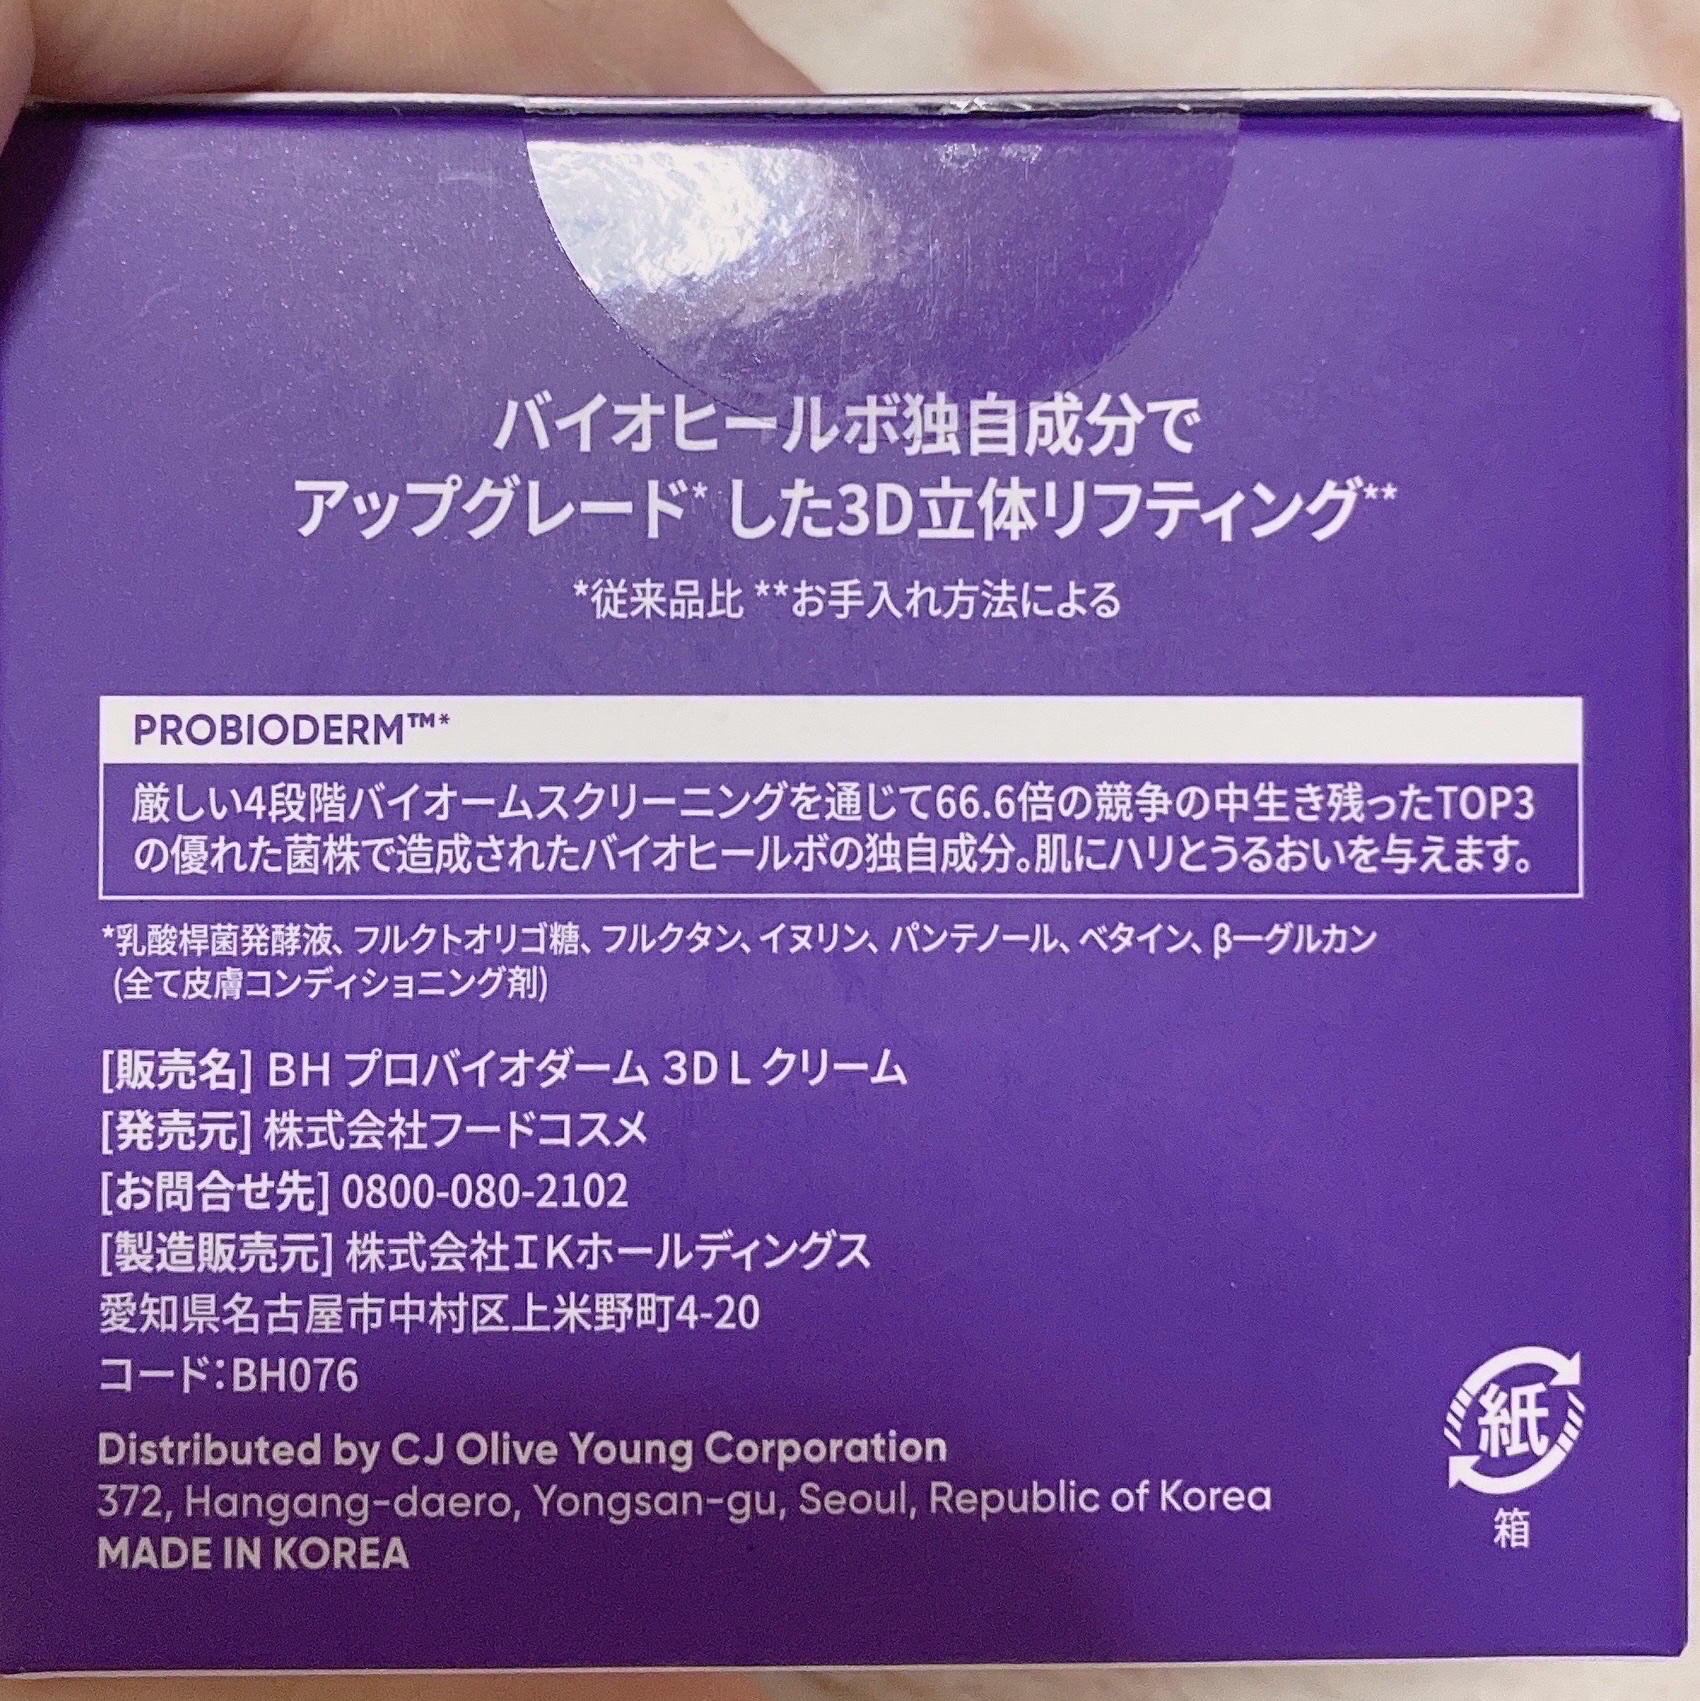 バイオヒールボ独自成分で
アップグレード*した3D立体リフティング**
*従来品比 **お手入れ方法による
PROBIODERM™*
厳しい4段階バイオームスクリーニングを通じて66.6倍の競争の中生き残ったTOP3
の優れた菌株で造成されたバイオヒールボの独自成分。肌にハリとうるおいを与えます。
*乳酸桿菌発酵液、フルクトオリゴ糖、フルクタン、イヌリン、パンテノール、ベタイン、βーグルカン
(全て皮膚コンディショニング剤)
[販売名] BH プロバイオダーム 3D L クリーム
[発売元] 株式会社フードコスメ
[お問合せ先] 0800-080-2102
[製造販売元] 株式会社IKホールディングス
愛知県名古屋市中村区上米野町4-20
コード：BH076
Distributed by CJ Olive Young Corporation
372, Hangang-daero, Yongsan-gu, Seoul, Republic of Korea
MADE IN KOREA
紙
箱